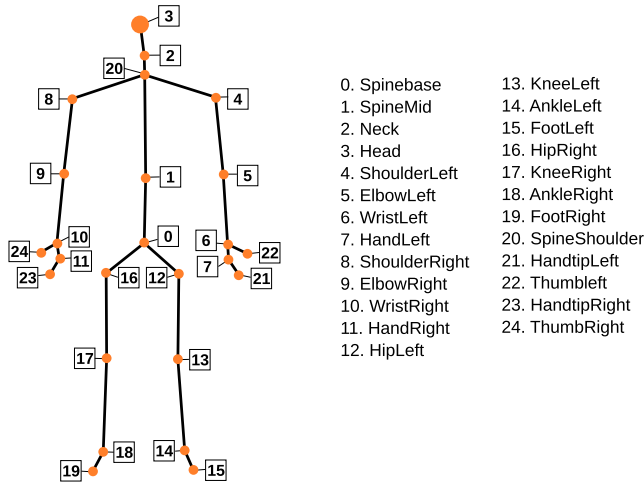 3
2
20
8
4
9
1
5
10
0
6
24
11
22
7
23
16
12
21
17
13
18
14
19
15
0. Spinebase
1. SpineMid
2. Neck
3. Head
4. ShoulderLeft
5. ElbowLeft
6. WristLeft
7. HandLeft
8. ShoulderRight
9. ElbowRight
10. WristRight
11. HandRight
12. HipLeft
13. KneeLeft
14. AnkleLeft
15. FootLeft
16. HipRight
17. KneeRight
18. AnkleRight
19. FootRight
20. SpineShoulder
21. HandtipLeft
22. Thumbleft
23. HandtipRight
24. ThumbRight